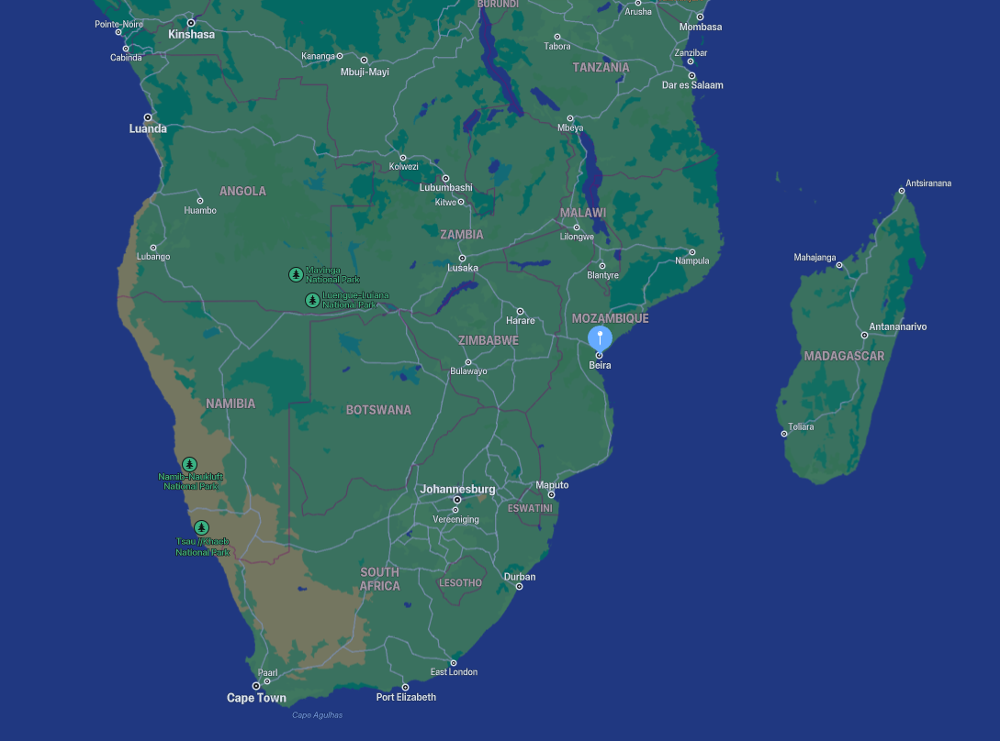 BURUNDI
Arusha
Pointe-Noire
Mombasa
Kinshasa
Tabora
Cabinda
Kananga
Zanzibar
Mbuji-Mayi
TANZANIA
Dar es Salaam
Luanda
Mbeya
Kolwezi
Lubumbashi
Antsiranana
ANGOLA
Kitwe
Huambo
MALAWI
ZAMBIA
Lilongwe
Lubango
Mahajanga
Nampula
Lusaka
Blantyre
Mavinga
National Park
Luengue-Luiana
National Park
Harare
MOZAMBIQUE
Antananarivo
ZIMBABWE
MADAGASCAR
Beira
Bulawayo
NAMIBIA
BOTSWANA
Toliara
Namib-Naukluft
National Park
Johannesburg
Maputo
ESWATINI
Vereeniging
Tsau //Khaeb
National Park
SOUTH
AFRICA
LESOTHO
Durban
Paarl
East London
Cape Town
Port Elizabeth
Cape Agulhas